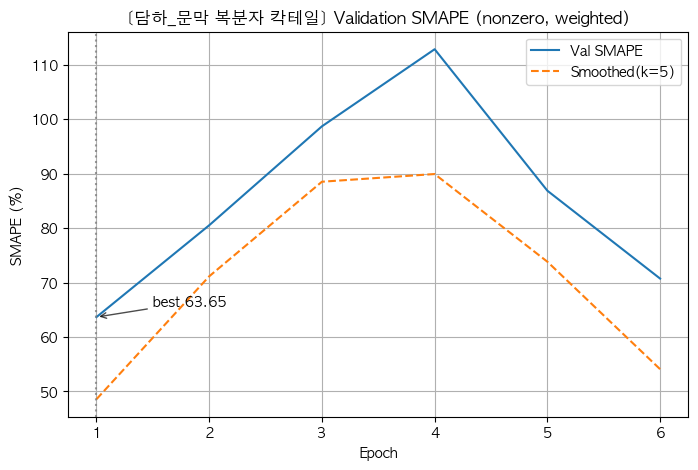 [담하_문막 복분자 칵테일] Validation SMAPE (nonzero, weighted)
Val SMAPE
Smoothed(k=5)
SMAPE (%)
110
100
90
80
70
60
50
best 63.65
1 2 3 4 5 6
Epoch